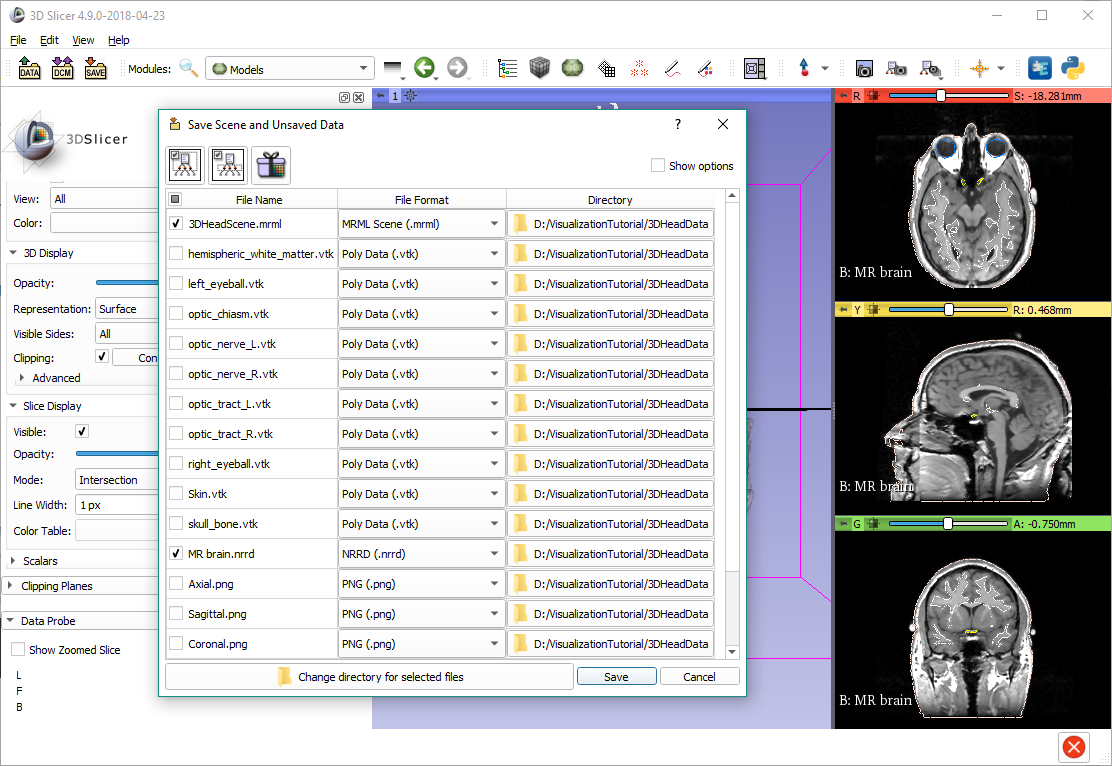 3D Slicer 4.9.0-2018-04-23
File Edit View Help
DATA DCM SAVE Modules: Models
1
R S: -18.281mm
3DSlicer
Save Scene and Unsaved Data ?
Show options
File Name File Format Directory
3DHeadScene.mrml MRML Scene (.mrml) D:/VisualizationTutorial/3DHeadData
hemispheric_white_matter.vtk Poly Data (.vtk) D:/VisualizationTutorial/3DHeadData
left_eyeball.vtk Poly Data (.vtk) D:/VisualizationTutorial/3DHeadData
optic_chiasm.vtk Poly Data (.vtk) D:/VisualizationTutorial/3DHeadData
optic_nerve_L.vtk Poly Data (.vtk) D:/VisualizationTutorial/3DHeadData
optic_nerve_R.vtk Poly Data (.vtk) D:/VisualizationTutorial/3DHeadData
optic_tract_L.vtk Poly Data (.vtk) D:/VisualizationTutorial/3DHeadData
optic_tract_R.vtk Poly Data (.vtk) D:/VisualizationTutorial/3DHeadData
right_eyeball.vtk Poly Data (.vtk) D:/VisualizationTutorial/3DHeadData
Skin.vtk Poly Data (.vtk) D:/VisualizationTutorial/3DHeadData
skull_bone.vtk Poly Data (.vtk) D:/VisualizationTutorial/3DHeadData
MR brain.nrrd NRRD (.nrrd) D:/VisualizationTutorial/3DHeadData
Axial.png PNG (.png) D:/VisualizationTutorial/3DHeadData
Sagittal.png PNG (.png) D:/VisualizationTutorial/3DHeadData
Coronal.png PNG (.png) D:/VisualizationTutorial/3DHeadData
Change directory for selected files Save Cancel
View: All
Color:
3D Display
Opacity:
Representation: Surface
Visible Sides: All
Clipping: Con
Advanced
Slice Display
Visible:
Opacity:
Mode: Intersection
Line Width: 1 px
Color Table:
Scalars
Clipping Planes
Data Probe
Show Zoomed Slice
L
F
B
B: MR brain
Y R: 0.468mm
B: MR brain
G A: -0.750mm
B: MR brain